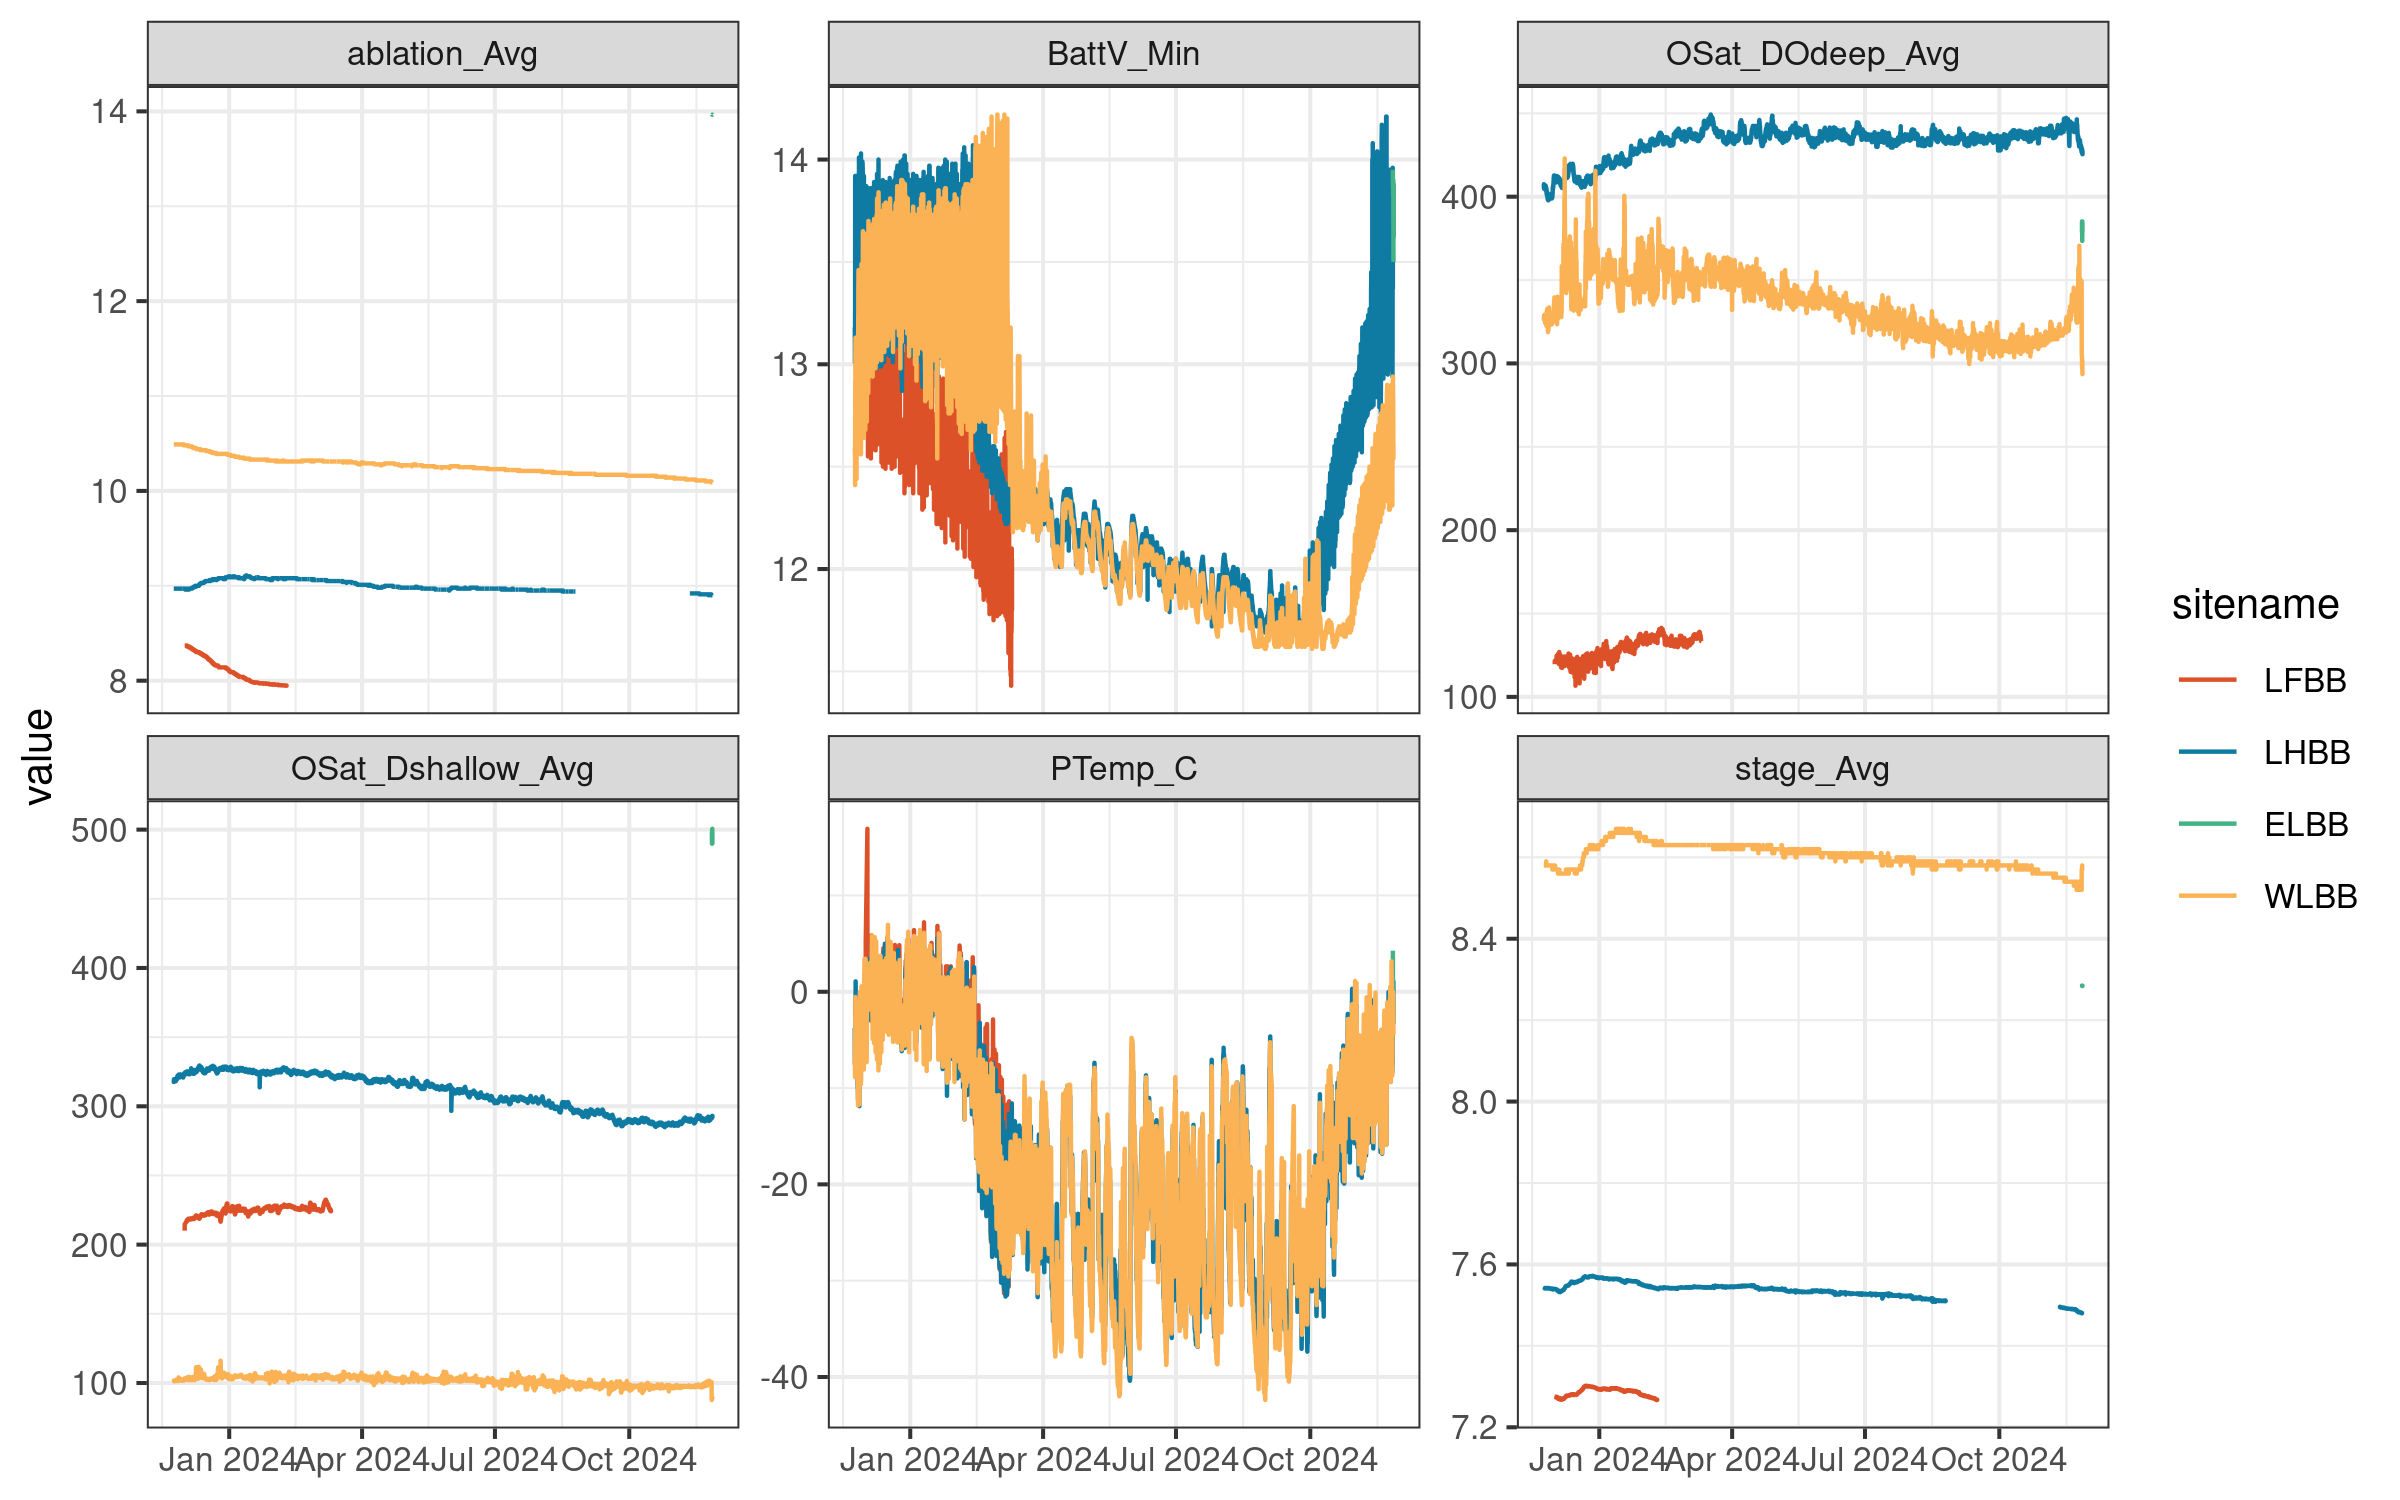 ablation_Avg
BattV_Min
OSat_DOdeep_Avg
14
12
10
8
14
13
12
400
300
200
100
value
OSat_Dshallow_Avg
PTemp_C
stage_Avg
500
400
300
200
100
0
-20
-40
8.4
8.0
7.6
7.2
Jan 2024 Apr 2024 Jul 2024 Oct 2024
Jan 2024 Apr 2024 Jul 2024 Oct 2024
Jan 2024 Apr 2024 Jul 2024 Oct 2024
sitename
LFBB
LHBB
ELBB
WLBB